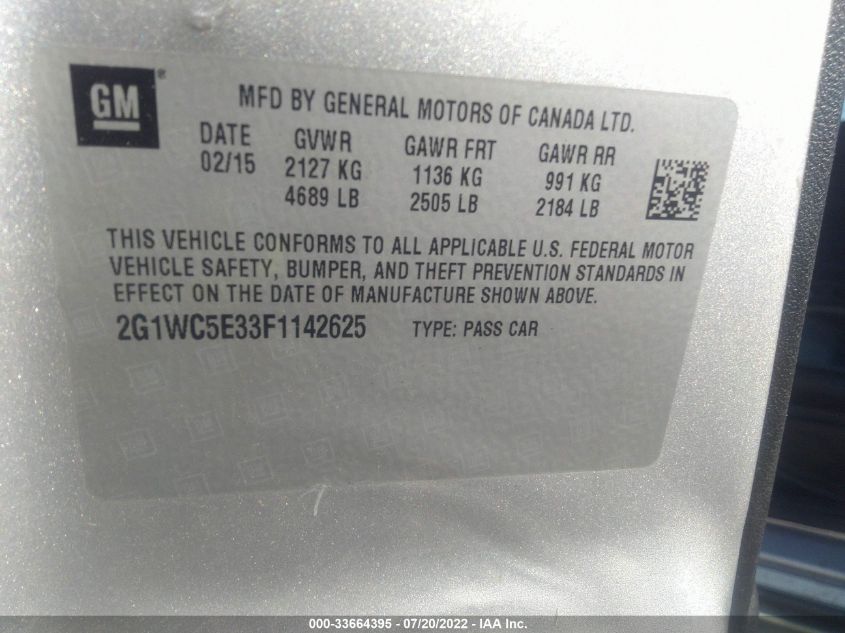 GM ®
MFD BY GENERAL MOTORS OF CANADA LTD.
DATE GVWR GAWR FRT GAWR RR
02/15 2127 KG 1136 KG 991 KG
4689 LB 2505 LB 2184 LB
THIS VEHICLE CONFORMS TO ALL APPLICABLE U.S. FEDERAL MOTOR
VEHICLE SAFETY, BUMPER, AND THEFT PREVENTION STANDARDS IN
EFFECT ON THE DATE OF MANUFACTURE SHOWN ABOVE.
2G1WC5E33F1142625 TYPE: PASS CAR
000-33664395 - 07/20/2022 - IAA Inc.